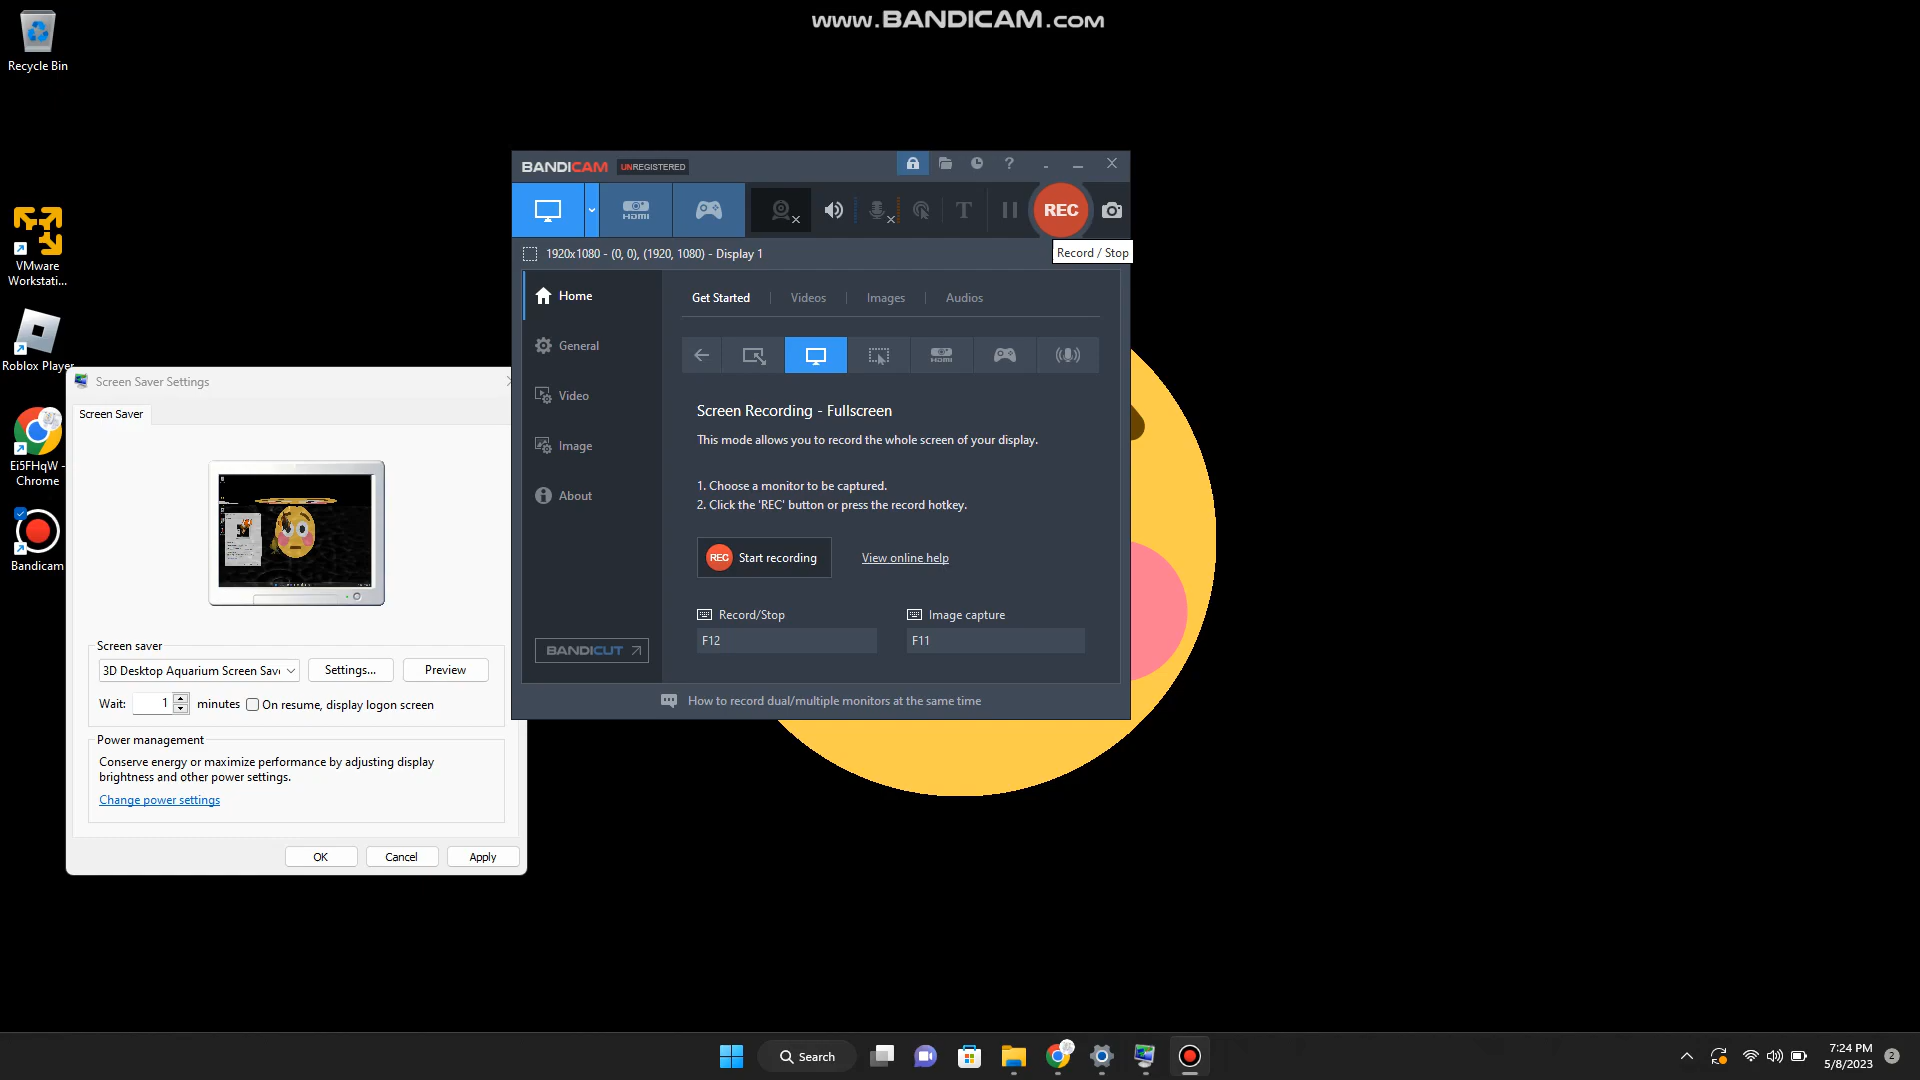 www.BANDICAM.com
Recycle Bin
VMware
Workstati...
Roblox Player
Ei5FHqW -
Chrome
Bandicam
Screen Saver Settings
Screen Saver
Screen saver
3D Desktop Aquarium Screen Sav
Settings...
Preview
Wait:
1
minutes
On resume, display logon screen
Power management
Conserve energy or maximize performance by adjusting display
brightness and other power settings.
Change power settings
OK
Cancel
Apply
BANDICAM
UNREGISTERED
HDMI
REC
Record / Stop
1920x1080 - (0, 0), (1920, 1080) - Display 1
Home
General
Video
Image
About
BANDICUT
Get Started
Videos
Images
Audios
HDMI
Screen Recording - Fullscreen
This mode allows you to record the whole screen of your display.
1. Choose a monitor to be captured.
2. Click the 'REC' button or press the record hotkey.
REC
Start recording
View online help
Record/Stop
Image capture
F12
F11
How to record dual/multiple monitors at the same time
Search
7:24 PM
5/8/2023
2